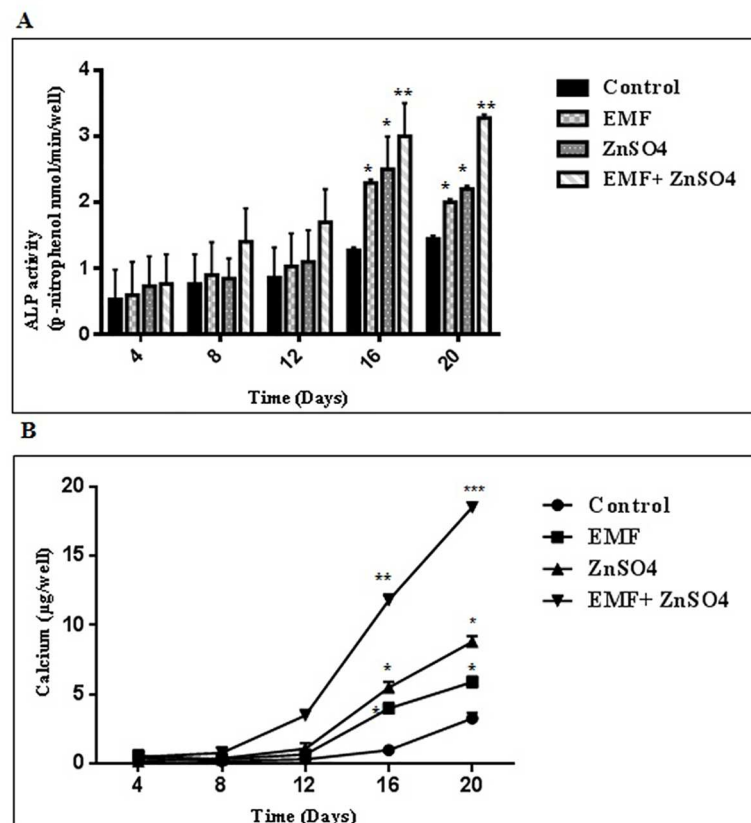 A
ALP activity
(p-nitrophenol nmol/min/well)
4
3
2
1
0
* * **
* * **
4 8 12 16 20
Time (Days)
Control
EMF
ZnSO4
EMF+ ZnSO4
B
Calcium (µg/well)
20
15
10
5
0
***
**
*
*
*
*
4 8 12 16 20
Time (Days)
Control
EMF
ZnSO4
EMF+ ZnSO4